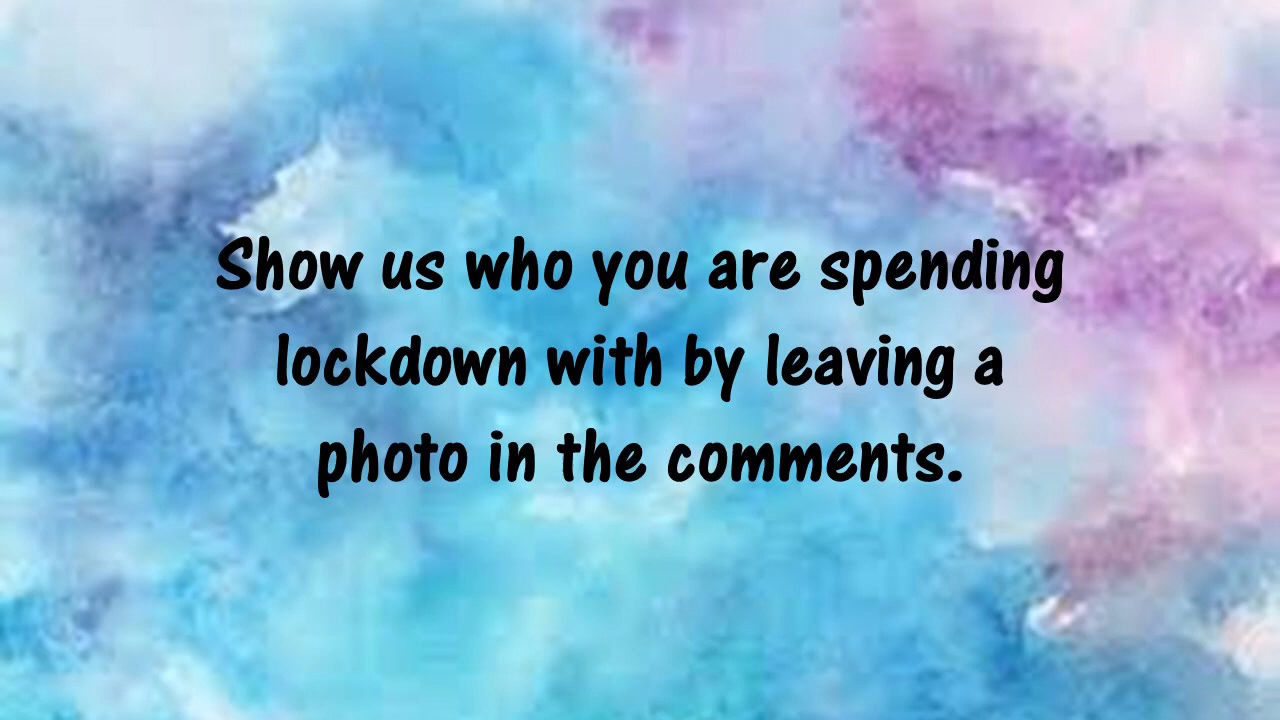 Show us who you are spending
lockdown with by leaving a
photo in the comments.